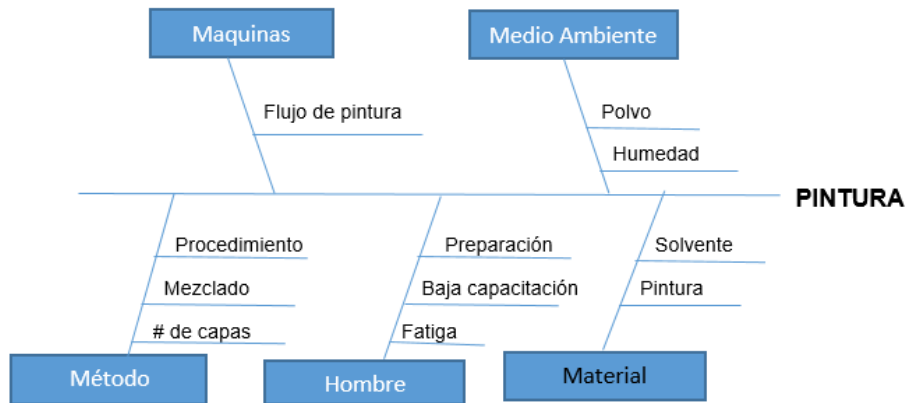 Maquinas
Medio Ambiente
Flujo de pintura
Polvo
Humedad
PINTURA
Procedimiento
Mezclado
# de capas
Método
Preparación
Baja capacitación
Fatiga
Hombre
Solvente
Pintura
Material